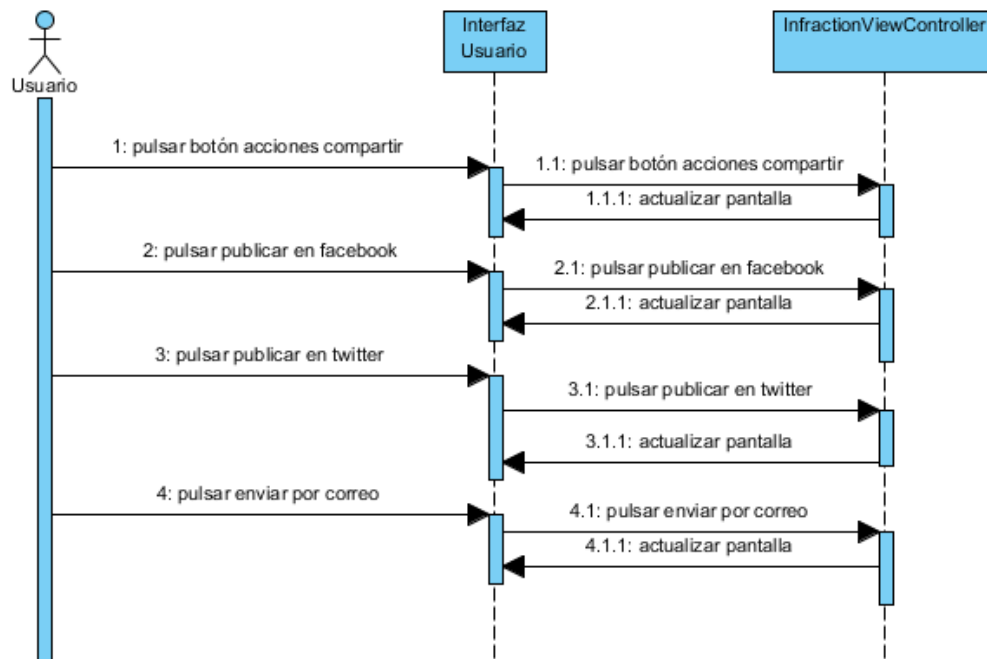 Usuario
Interfaz
Usuario
InfractionViewController
1: pulsar botón acciones compartir
1.1: pulsar botón acciones compartir
1.1.1: actualizar pantalla
2: pulsar publicar en facebook
2.1: pulsar publicar en facebook
2.1.1: actualizar pantalla
3: pulsar publicar en twitter
3.1: pulsar publicar en twitter
3.1.1: actualizar pantalla
4: pulsar enviar por correo
4.1: pulsar enviar por correo
4.1.1: actualizar pantalla